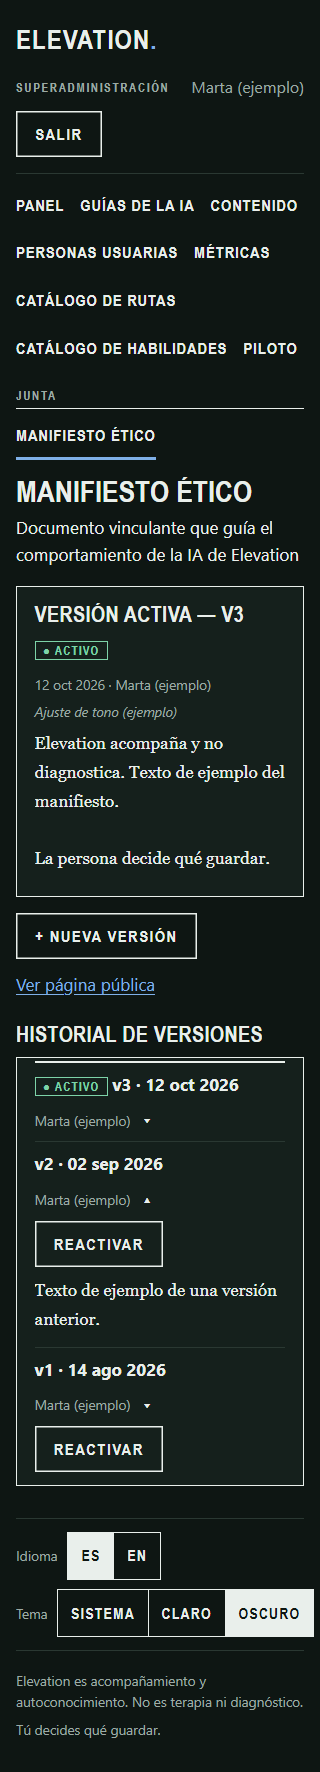 ELEVATION.
SUPERADMINISTRACIÓN Marta (ejemplo)
SALIR
PANEL GUÍAS DE LA IA CONTENIDO
PERSONAS USUARIAS MÉTRICAS
CATÁLOGO DE RUTAS
CATÁLOGO DE HABILIDADES PILOTO
JUNTA
MANIFIESTO ÉTICO
MANIFIESTO ÉTICO
Documento vinculante que guía el
comportamiento de la IA de Elevation
VERSIÓN ACTIVA — V3
● ACTIVO
12 oct 2026 · Marta (ejemplo)
Ajuste de tono (ejemplo)
Elevation acompaña y no
diagnostica. Texto de ejemplo del
manifiesto.
La persona decide qué guardar.
+ NUEVA VERSIÓN
Ver página pública
HISTORIAL DE VERSIONES
● ACTIVO v3 · 12 oct 2026
Marta (ejemplo) ▾
v2 · 02 sep 2026
Marta (ejemplo) ▴
REACTIVAR
Texto de ejemplo de una versión
anterior.
v1 · 14 ago 2026
Marta (ejemplo) ▾
REACTIVAR
Idioma ES EN
Tema SISTEMA CLARO OSCURO
Elevation es acompañamiento y
autoconocimiento. No es terapia ni diagnóstico.
Tú decides qué guardar.